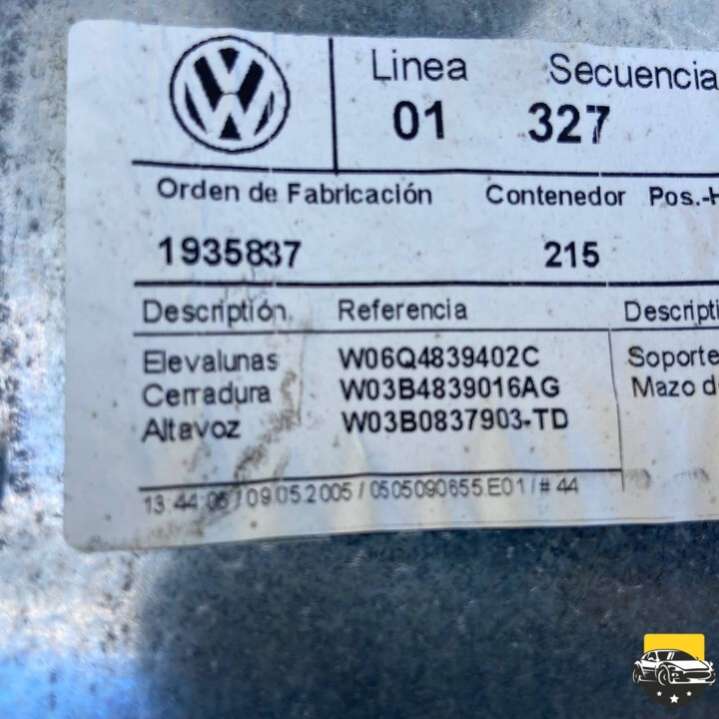 Linea Secuencia
01 327
Orden de Fabricación Contenedor Pos.-H
1935837 215
Descriptión. Referencia Descripti
Elevalunas W06Q4839402C Soporte
Cerradura W03B4839016AG Mazo d
Altavoz W03B0837903-TD
13 44 06 / 09.05.2005 / 0505090655.E01 / # 44